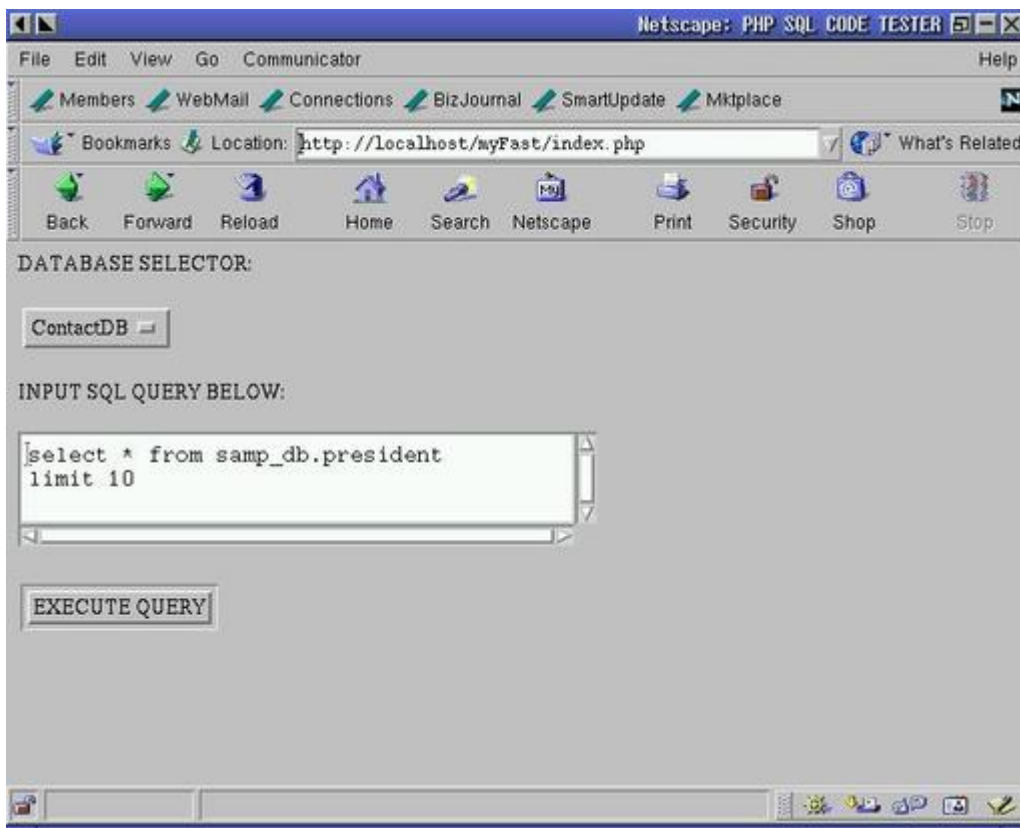 Netscape: PHP SQL CODE TESTER
File Edit View Go Communicator Help
Members WebMail Connections BizJournal SmartUpdate Mktplace N
Bookmarks Location: http://localhost/myFast/index.php What's Related
My
Back Forward Reload Home Search Netscape Print Security Shop Stop
DATABASE SELECTOR:
ContactDB
INPUT SQL QUERY BELOW:
select * from samp_db.president
limit 10
EXECUTE QUERY